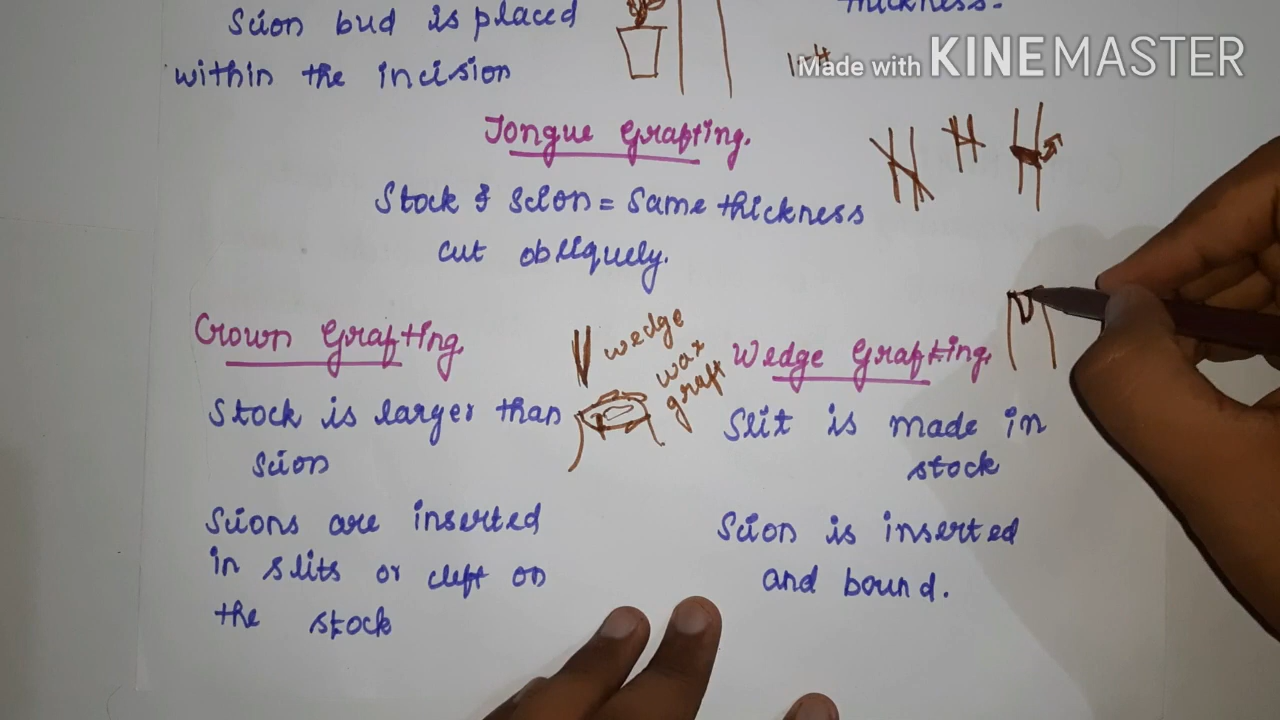 Scion bud is placed
within the incision
thickness.
Made with KINEMASTER
Tongue Grafting.
Stock & Scion = Same thickness
cut obliquely.
Crown Grafting.
wedge
wax
graft
Stock is larger than
Scion
Scions are inserted
in slits or cleft on
the stock
Wedge Grafting.
Slit is made in
stock
Scion is inserted
and bound.